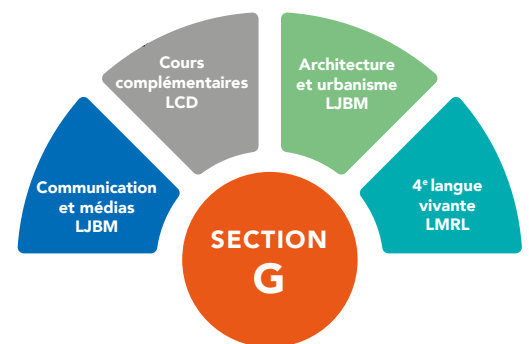 Communication
et médias
LJBM
Cours
complémentaires
LCD
Architecture
et urbanisme
LJBM
4e langue
vivante
LMRL
SECTION
G